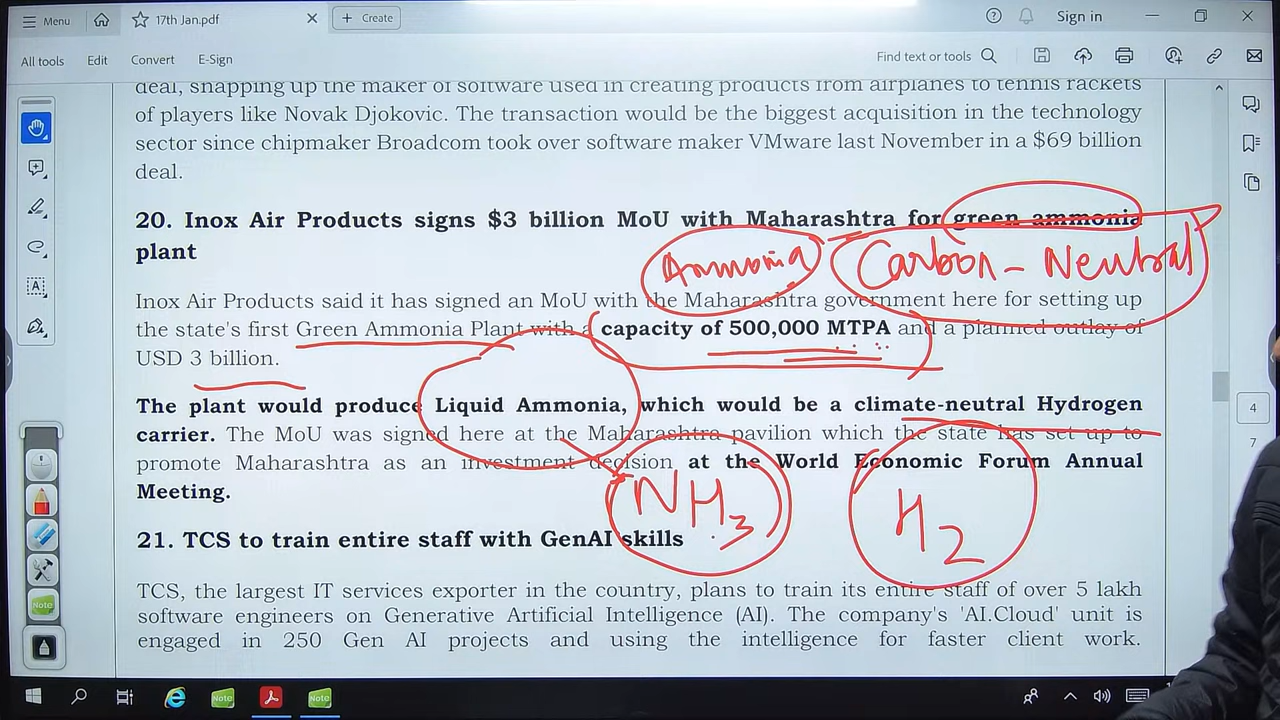 Menu
17th Jan.pdf
Create
Sign in
All tools
Edit
Convert
E-Sign
Find text or tools
deal, snapping up the maker of software used in creating products from airplanes to tennis rackets
of players like Novak Djokovic. The transaction would be the biggest acquisition in the technology
sector since chipmaker Broadcom took over software maker VMware last November in a $69 billion
deal.
20. Inox Air Products signs $3 billion MoU with Maharashtra for green ammonia
plant
Ammonia - Carbon - Neutral
Inox Air Products said it has signed an MoU with the Maharashtra government here for setting up
the state's first Green Ammonia Plant with a capacity of 500,000 MTPA and a planned outlay of
USD 3 billion.
The plant would produce Liquid Ammonia, which would be a climate-neutral Hydrogen
carrier. The MoU was signed here at the Maharashtra pavilion which the state has set up to
promote Maharashtra as an investment decision at the World Economic Forum Annual
Meeting.
NH3
H2
21. TCS to train entire staff with GenAI skills
TCS, the largest IT services exporter in the country, plans to train its entire staff of over 5 lakh
software engineers on Generative Artificial Intelligence (AI). The company's 'AI.Cloud' unit is
engaged in 250 Gen AI projects and using the intelligence for faster client work.
4
7
Note
Note
Note